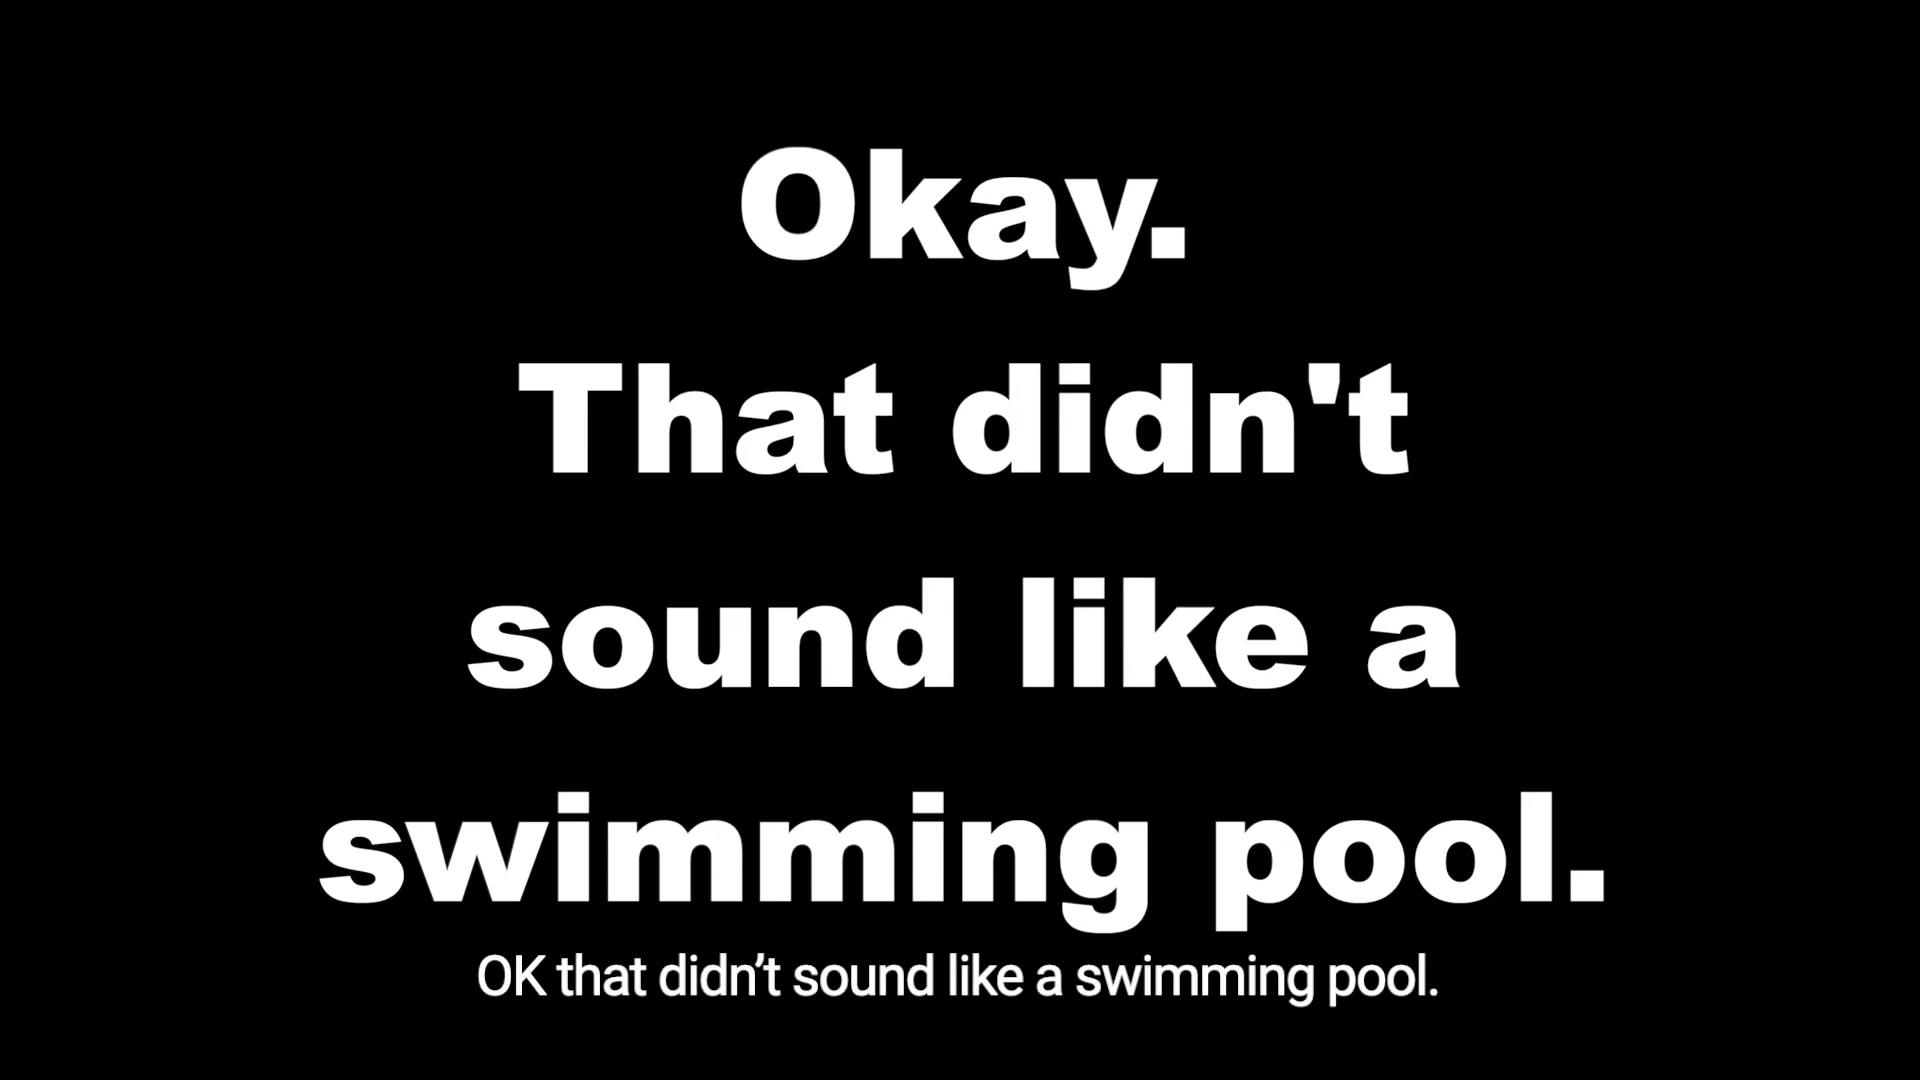 Okay.
That didn't
sound like a
swimming pool.
OK that didn’t sound like a swimming pool.